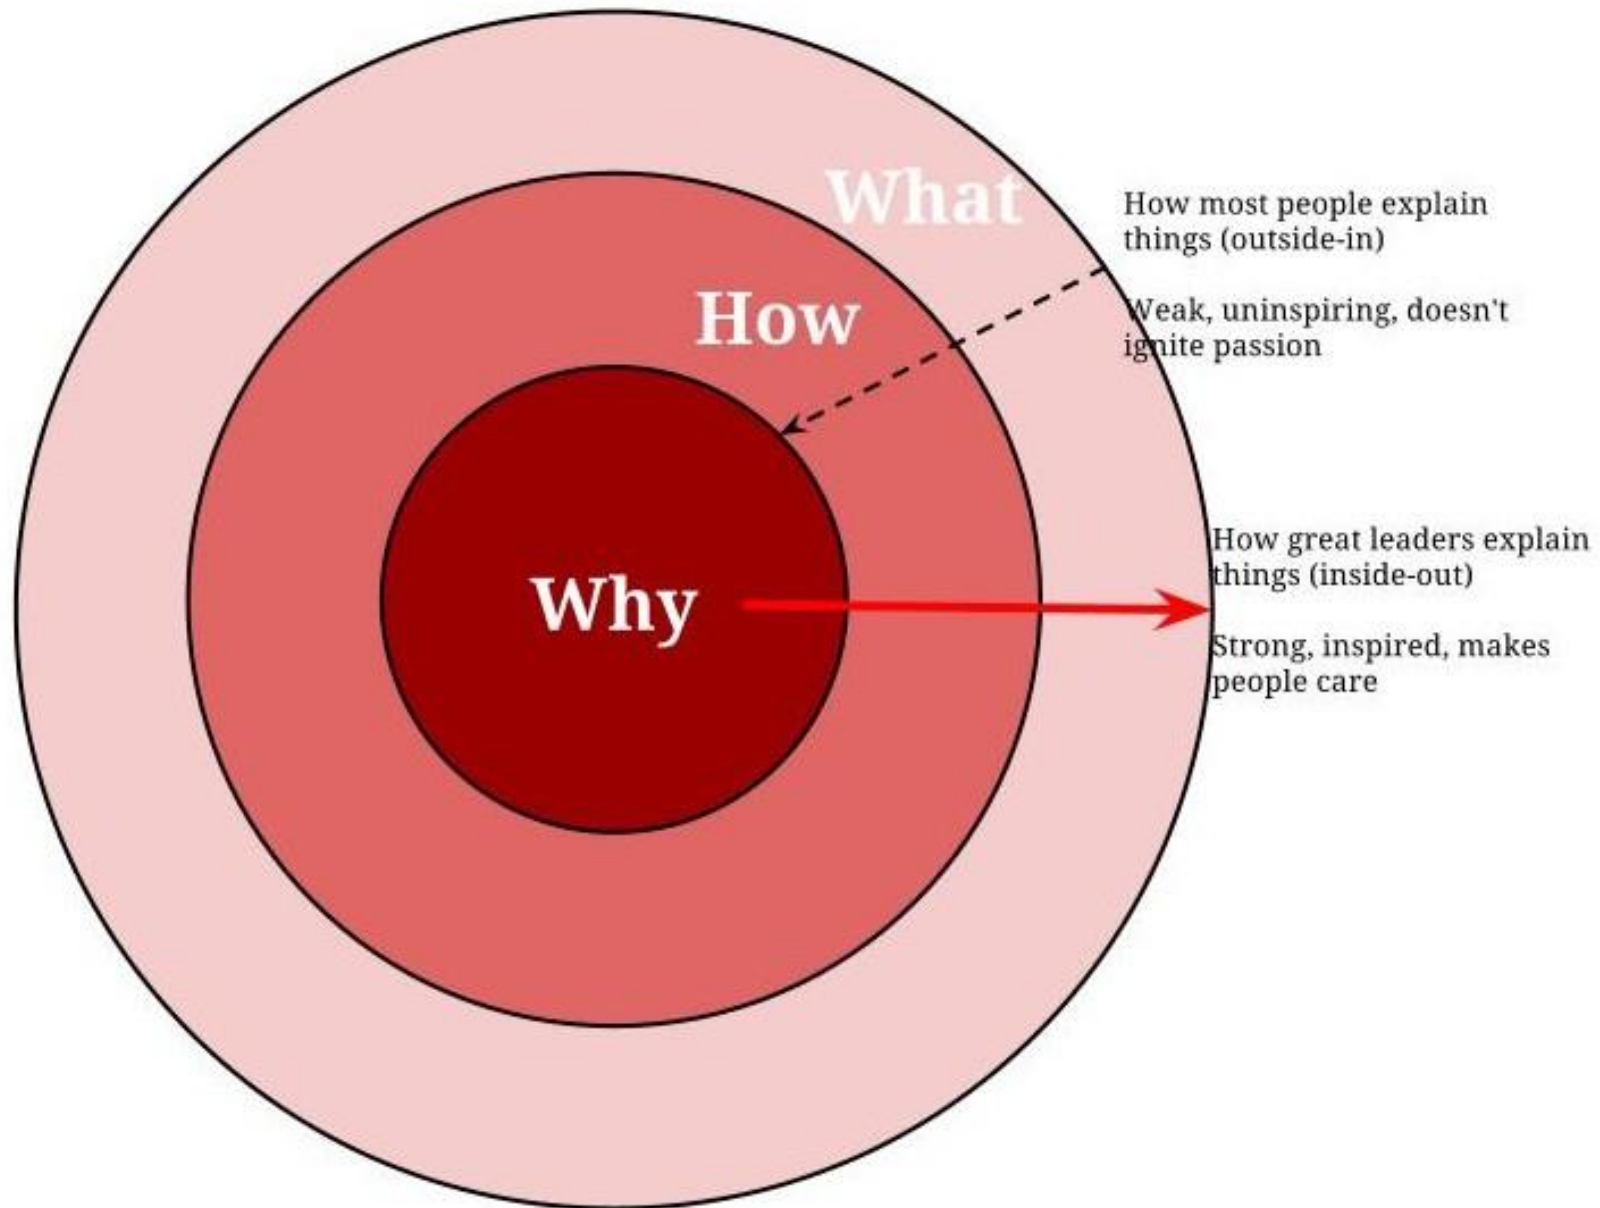 What
How
Why
How most people explain
things (outside-in)
Weak, uninspiring, doesn't
ignite passion
How great leaders explain
things (inside-out)
Strong, inspired, makes
people care